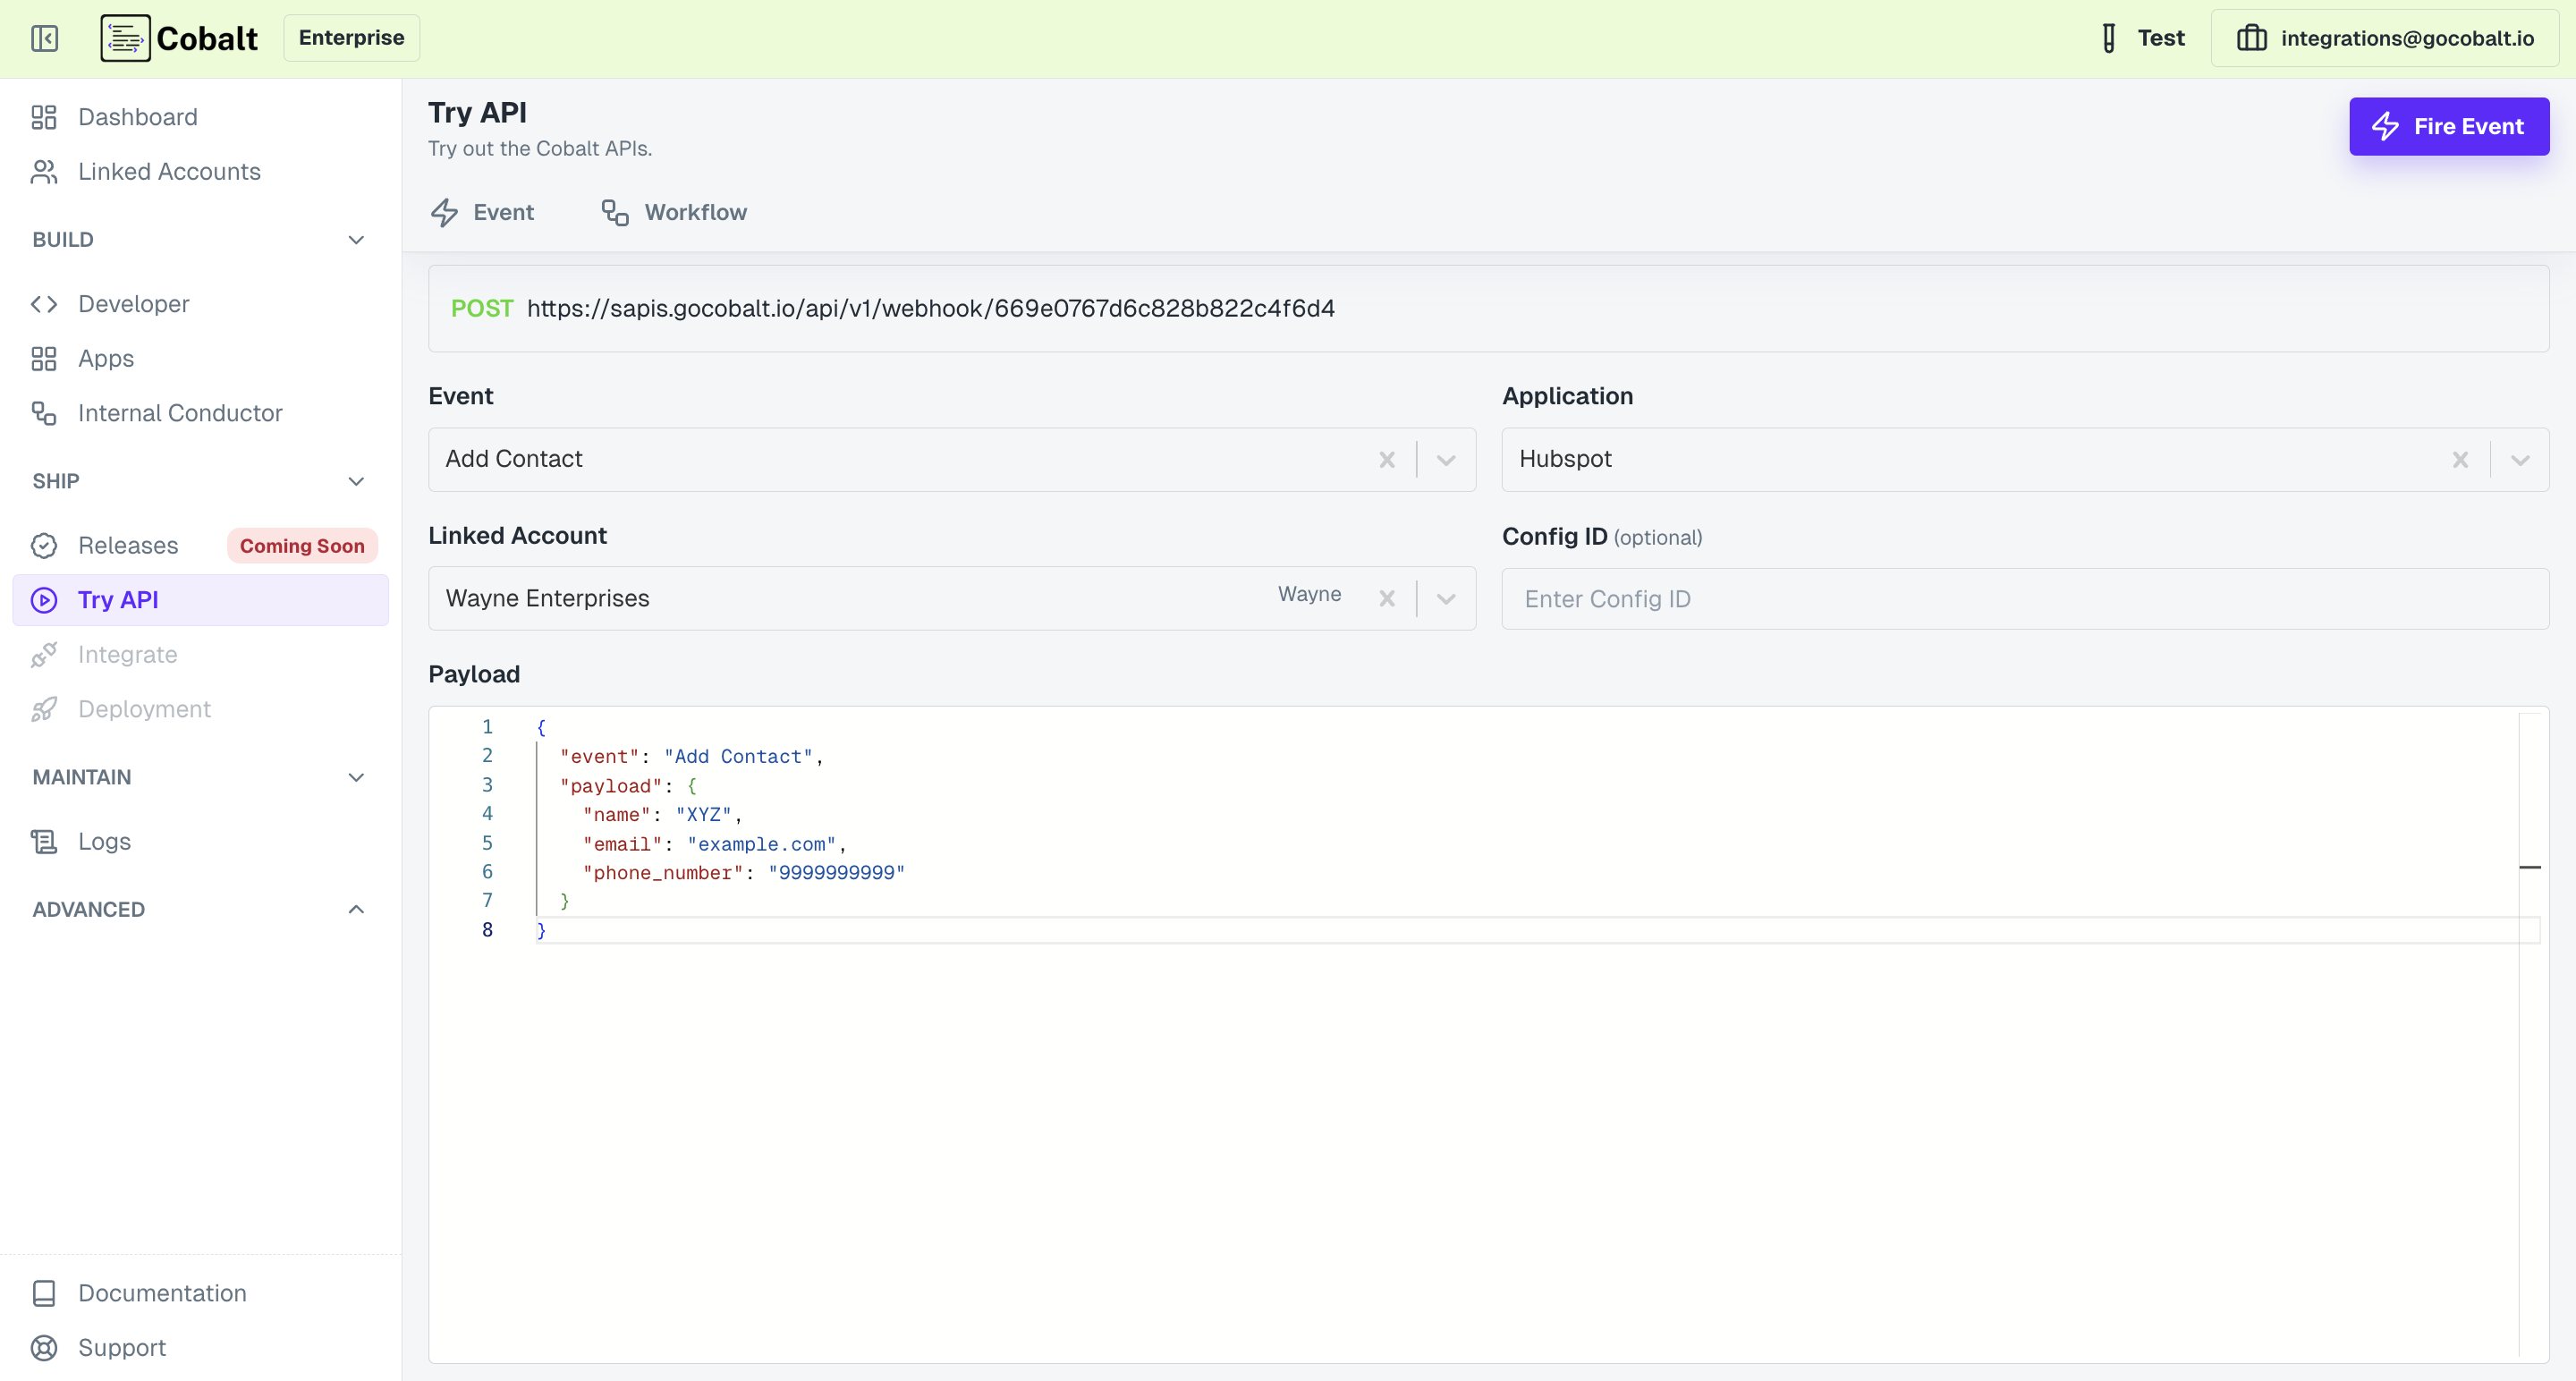 Cobalt
Enterprise
Test
integrations@gocobalt.io
Dashboard
Linked Accounts
BUILD
Developer
Apps
Internal Conductor
SHIP
Releases
Coming Soon
Try API
Integrate
Deployment
MAINTAIN
Logs
ADVANCED
Documentation
Support
Try API
Try out the Cobalt APIs.
Fire Event
Event
Workflow
POST https://sapis.gocobalt.io/api/v1/webhook/669e0767d6c828b822c4f6d4
Event
Add Contact
Application
Hubspot
Linked Account
Wayne Enterprises Wayne
Config ID (optional)
Enter Config ID
Payload
1 {
2 "event": "Add Contact",
3 "payload": {
4 "name": "XYZ",
5 "email": "example.com",
6 "phone_number": "9999999999"
7 }
8 }